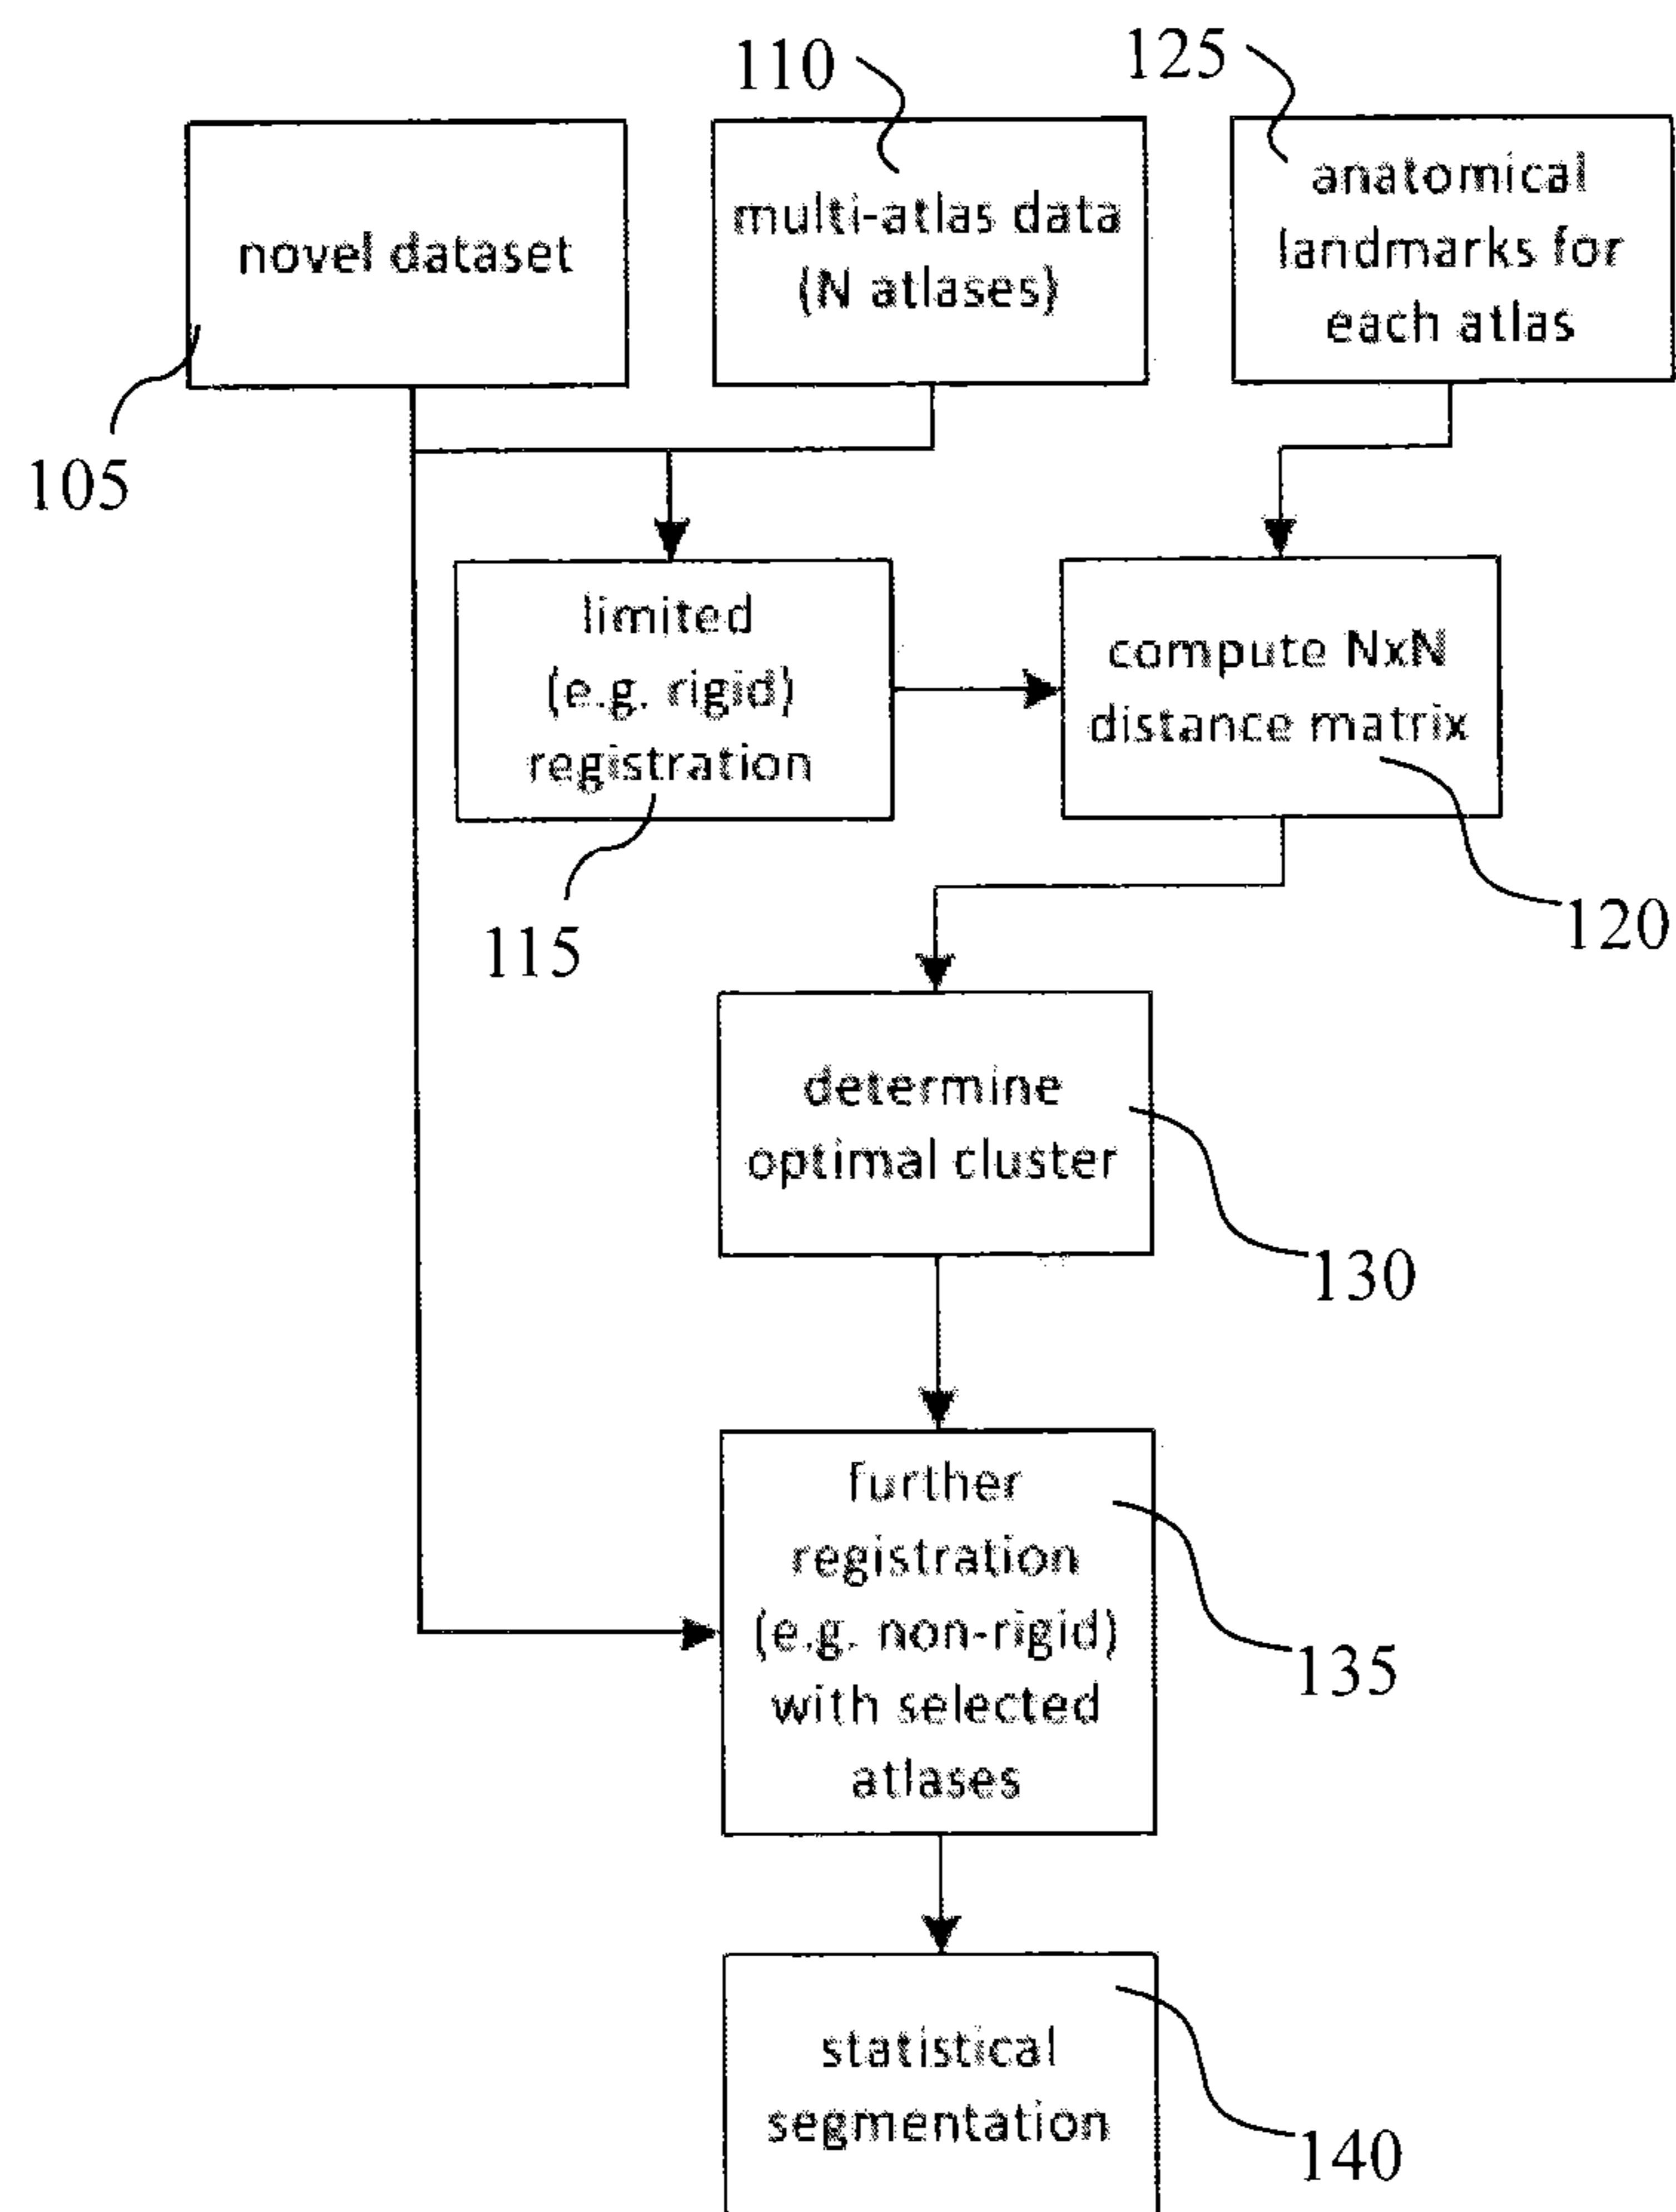 110
125
novel dataset
multi-atlas data
(N atlases)
anatomical
landmarks for
each atlas
105
limited
(e.g. rigid)
registration
compute NxN
distance matrix
115
120
determine
optimal cluster
130
further
registration
(e.g. non-rigid)
with selected
atlases
135
statistical
segmentation
140